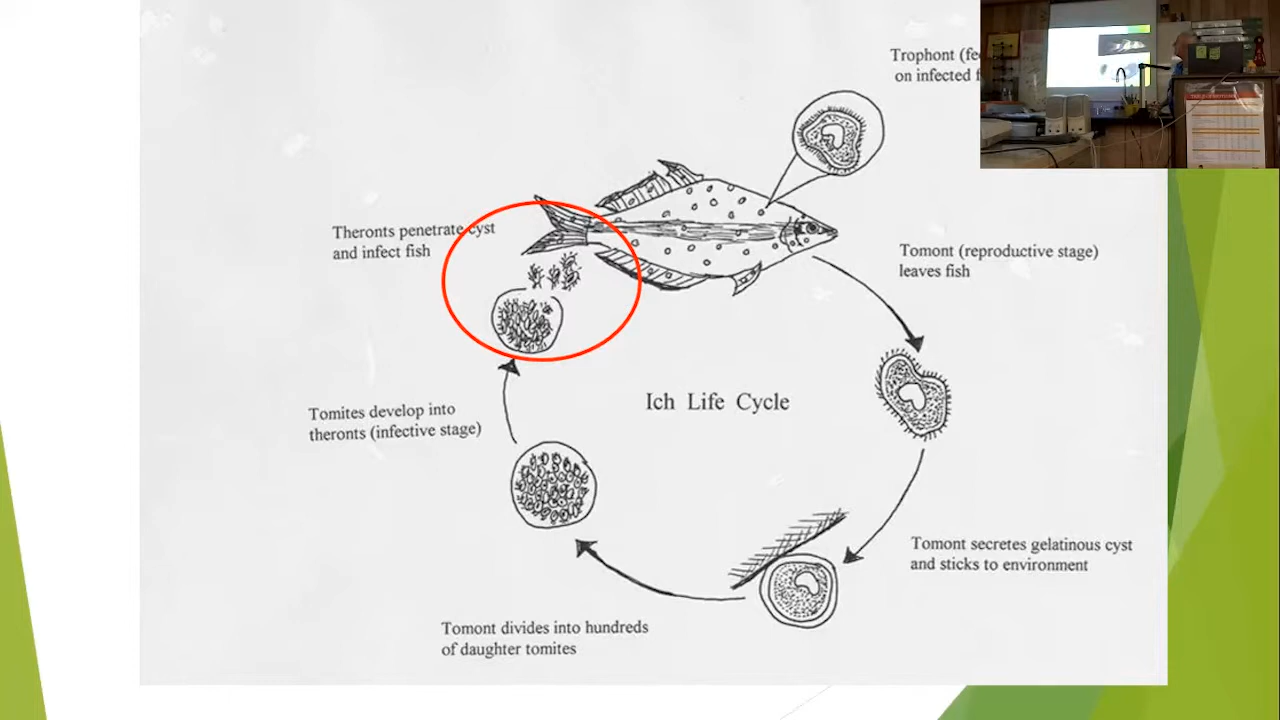 Trophont
on infected
Theronts penetrate cyst
and infect fish
Tomont (reproductive stage)
leaves fish
Ich Life Cycle
Tomites develop into
theronts (infective stage)
Tomont secretes gelatinous cyst
and sticks to environment
Tomont divides into hundreds
of daughter tomites